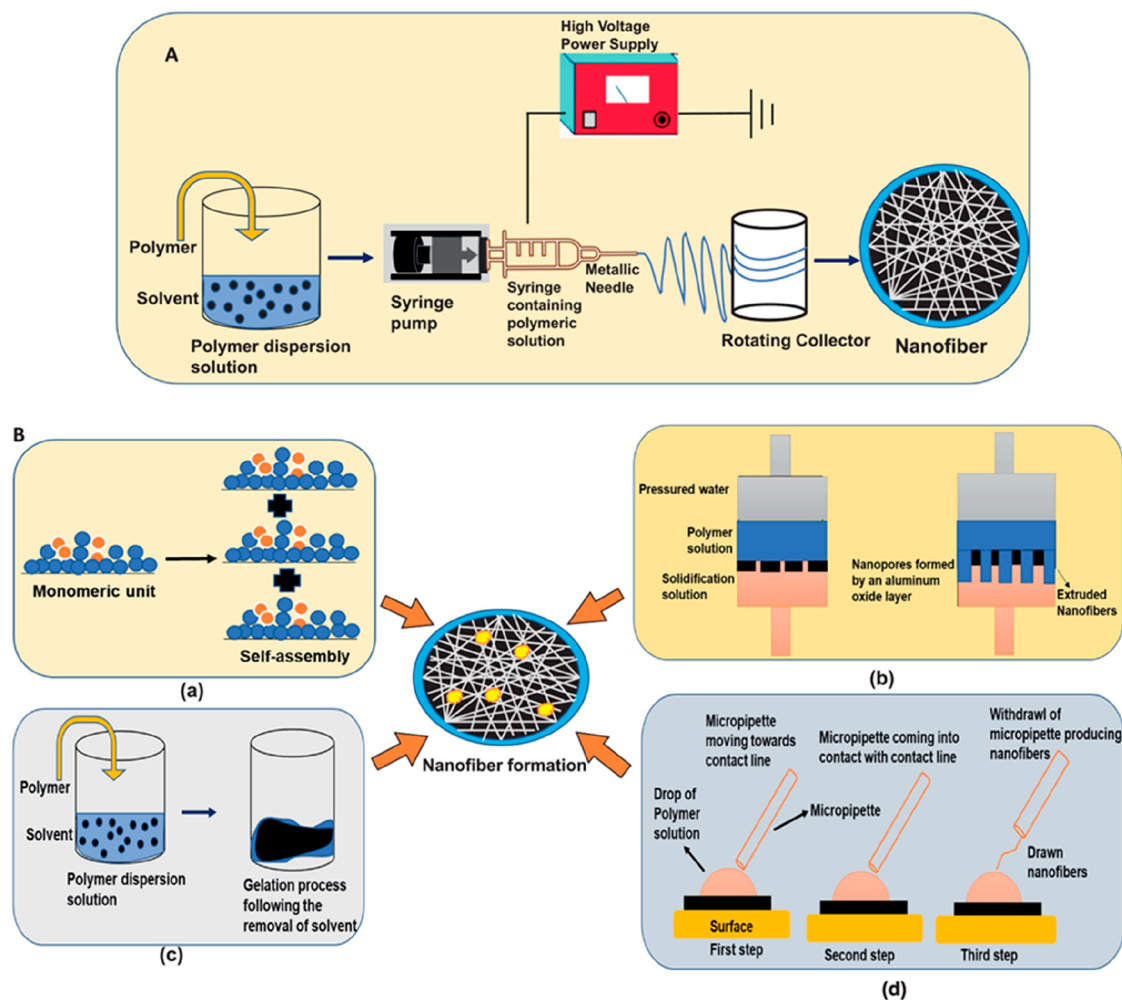 A
High Voltage
Power Supply
Polymer
Solvent
Polymer dispersion
solution
Syringe
pump
Syringe
containing
polymeric
solution
Metallic
Needle
Rotating Collector
Nanofiber
B
Monomeric unit
Self-assembly
(a)
Pressured water
Polymer
solution
Solidification
solution
Nanopores formed
by an aluminum
oxide layer
Extruded
Nanofibers
(b)
Nanofiber formation
Polymer
Solvent
Polymer dispersion
solution
Gelation process
following the
removal of solvent
(c)
Micropipette
moving towards
contact line
Micropipette coming into
contact with contact line
Withdrawl of
micropipette producing
nanofibers
Drop of
Polymer
solution
Micropipette
Drawn
nanofibers
Surface
First step
Second step
Third step
(d)